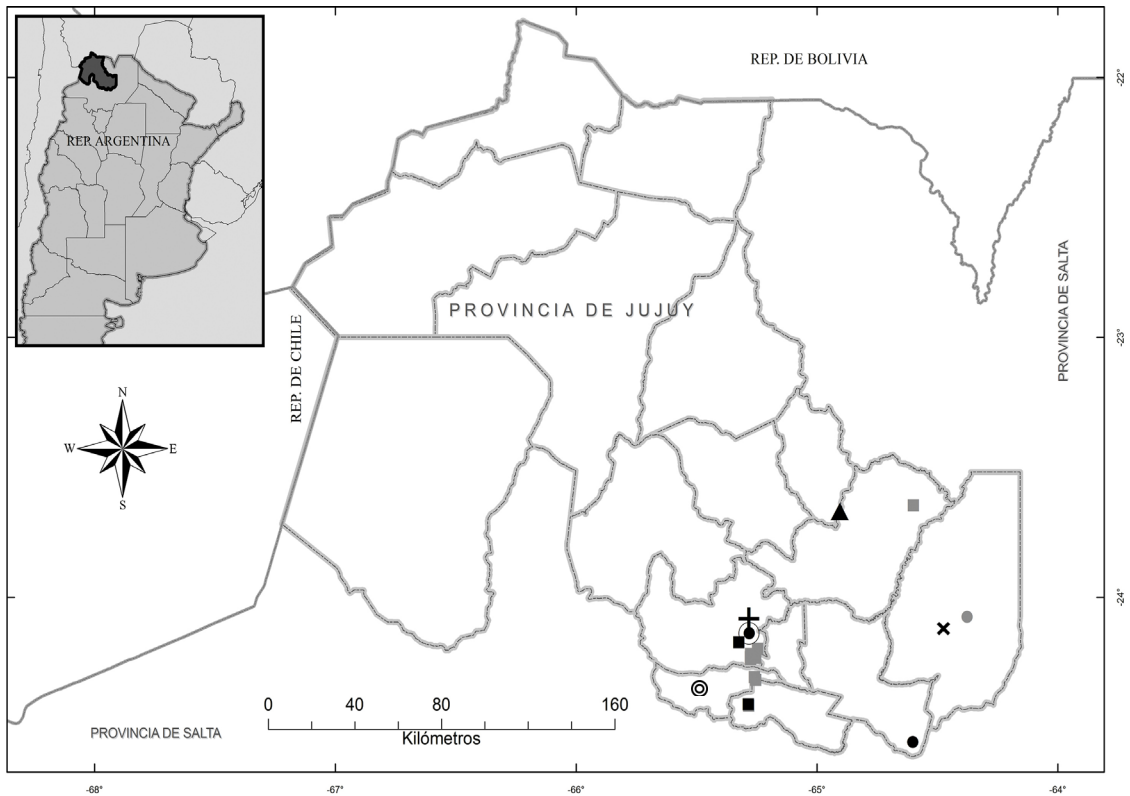 REP. DE BOLIVIA
-22°
REP. ARGENTINA
PROVINCIA DE SALTA
PROVINCIA DE JUJUY
REP. DE CHILE
-23°
N
W E
S
-24°
0 40 80 160
Kilómetros
PROVINCIA DE SALTA
-68° -67° -66° -65° -64°